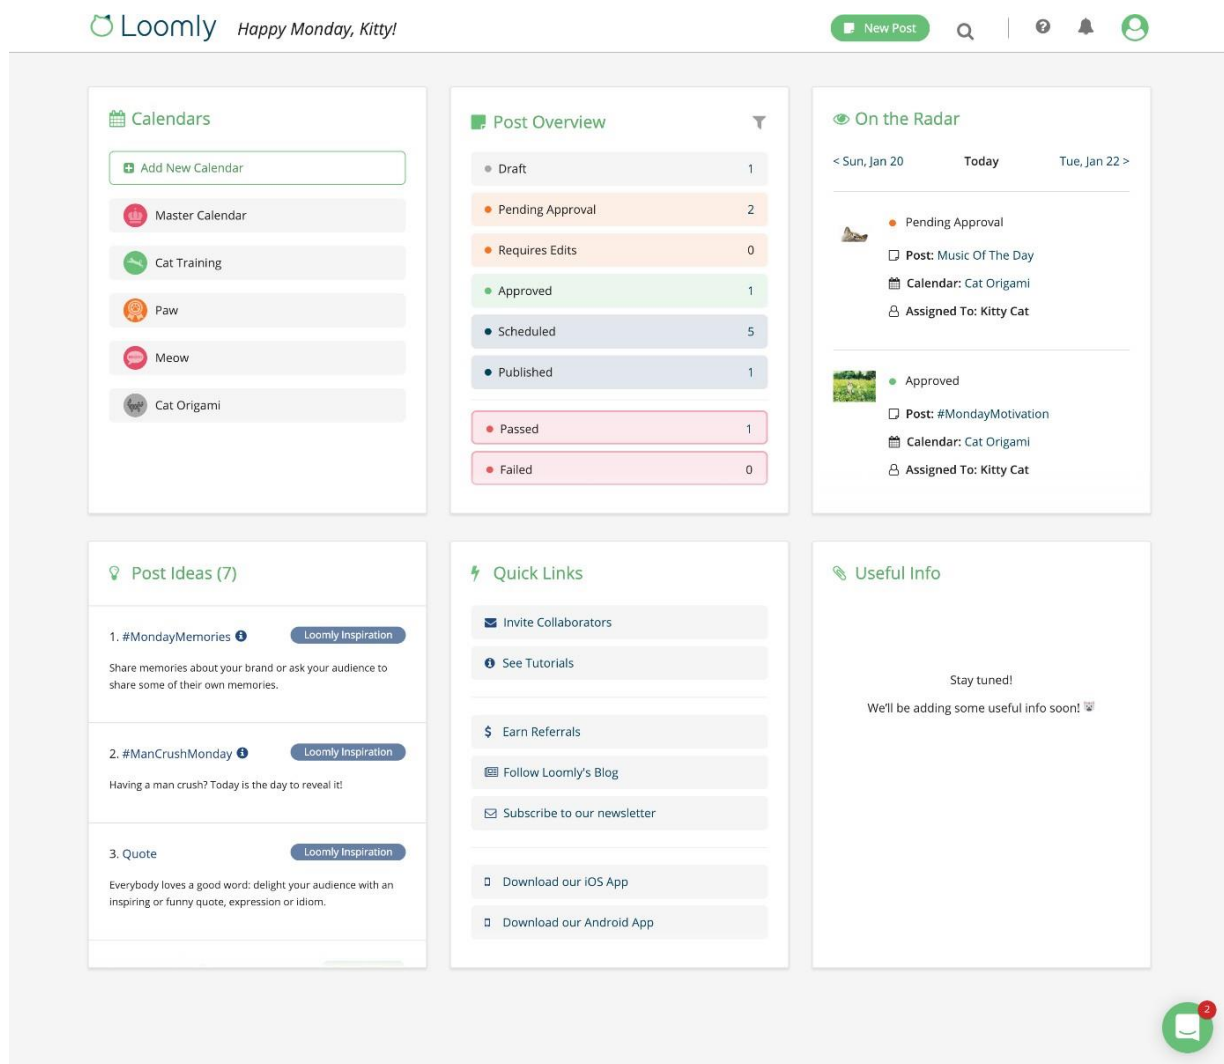 Loomly
Happy Monday, Kitty!
New Post
Calendars
Add New Calendar
Master Calendar
Cat Training
Paw
Meow
Cat Origami
Post Overview
Draft 1
Pending Approval 2
Requires Edits 0
Approved 1
Scheduled 5
Published 1
Passed 1
Failed 0
On the Radar
< Sun, Jan 20 Today Tue, Jan 22 >
Pending Approval
Post: Music Of The Day
Calendar: Cat Origami
Assigned To: Kitty Cat
Approved
Post: #MondayMotivation
Calendar: Cat Origami
Assigned To: Kitty Cat
Post Ideas (7)
1. #MondayMemories Loomly Inspiration
Share memories about your brand or ask your audience to
share some of their own memories.
2. #ManCrushMonday Loomly Inspiration
Having a man crush? Today is the day to reveal it!
3. Quote Loomly Inspiration
Everybody loves a good word: delight your audience with an
inspiring or funny quote, expression or idiom.
Quick Links
Invite Collaborators
See Tutorials
Earn Referrals
Follow Loomly's Blog
Subscribe to our newsletter
Download our iOS App
Download our Android App
Useful Info
Stay tuned!
We'll be adding some useful info soon!
2